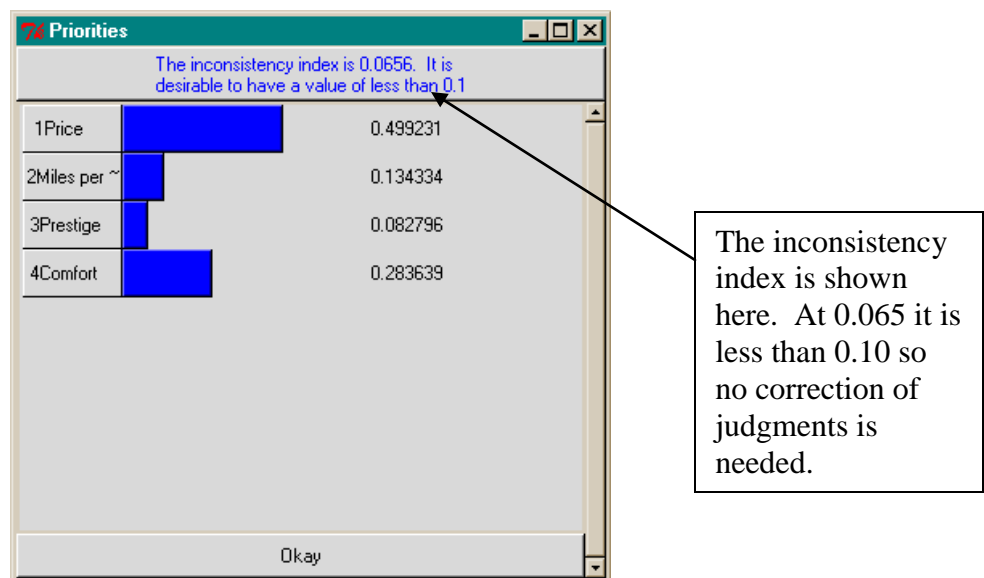 Priorities
The inconsistency index is 0.0656. It is
desirable to have a value of less than 0.1
1Price 0.499231
2Miles per ~ 0.134334
3Prestige 0.082796
4Comfort 0.283639
Okay
The inconsistency
index is shown
here. At 0.065 it is
less than 0.10 so
no correction of
judgments is
needed.